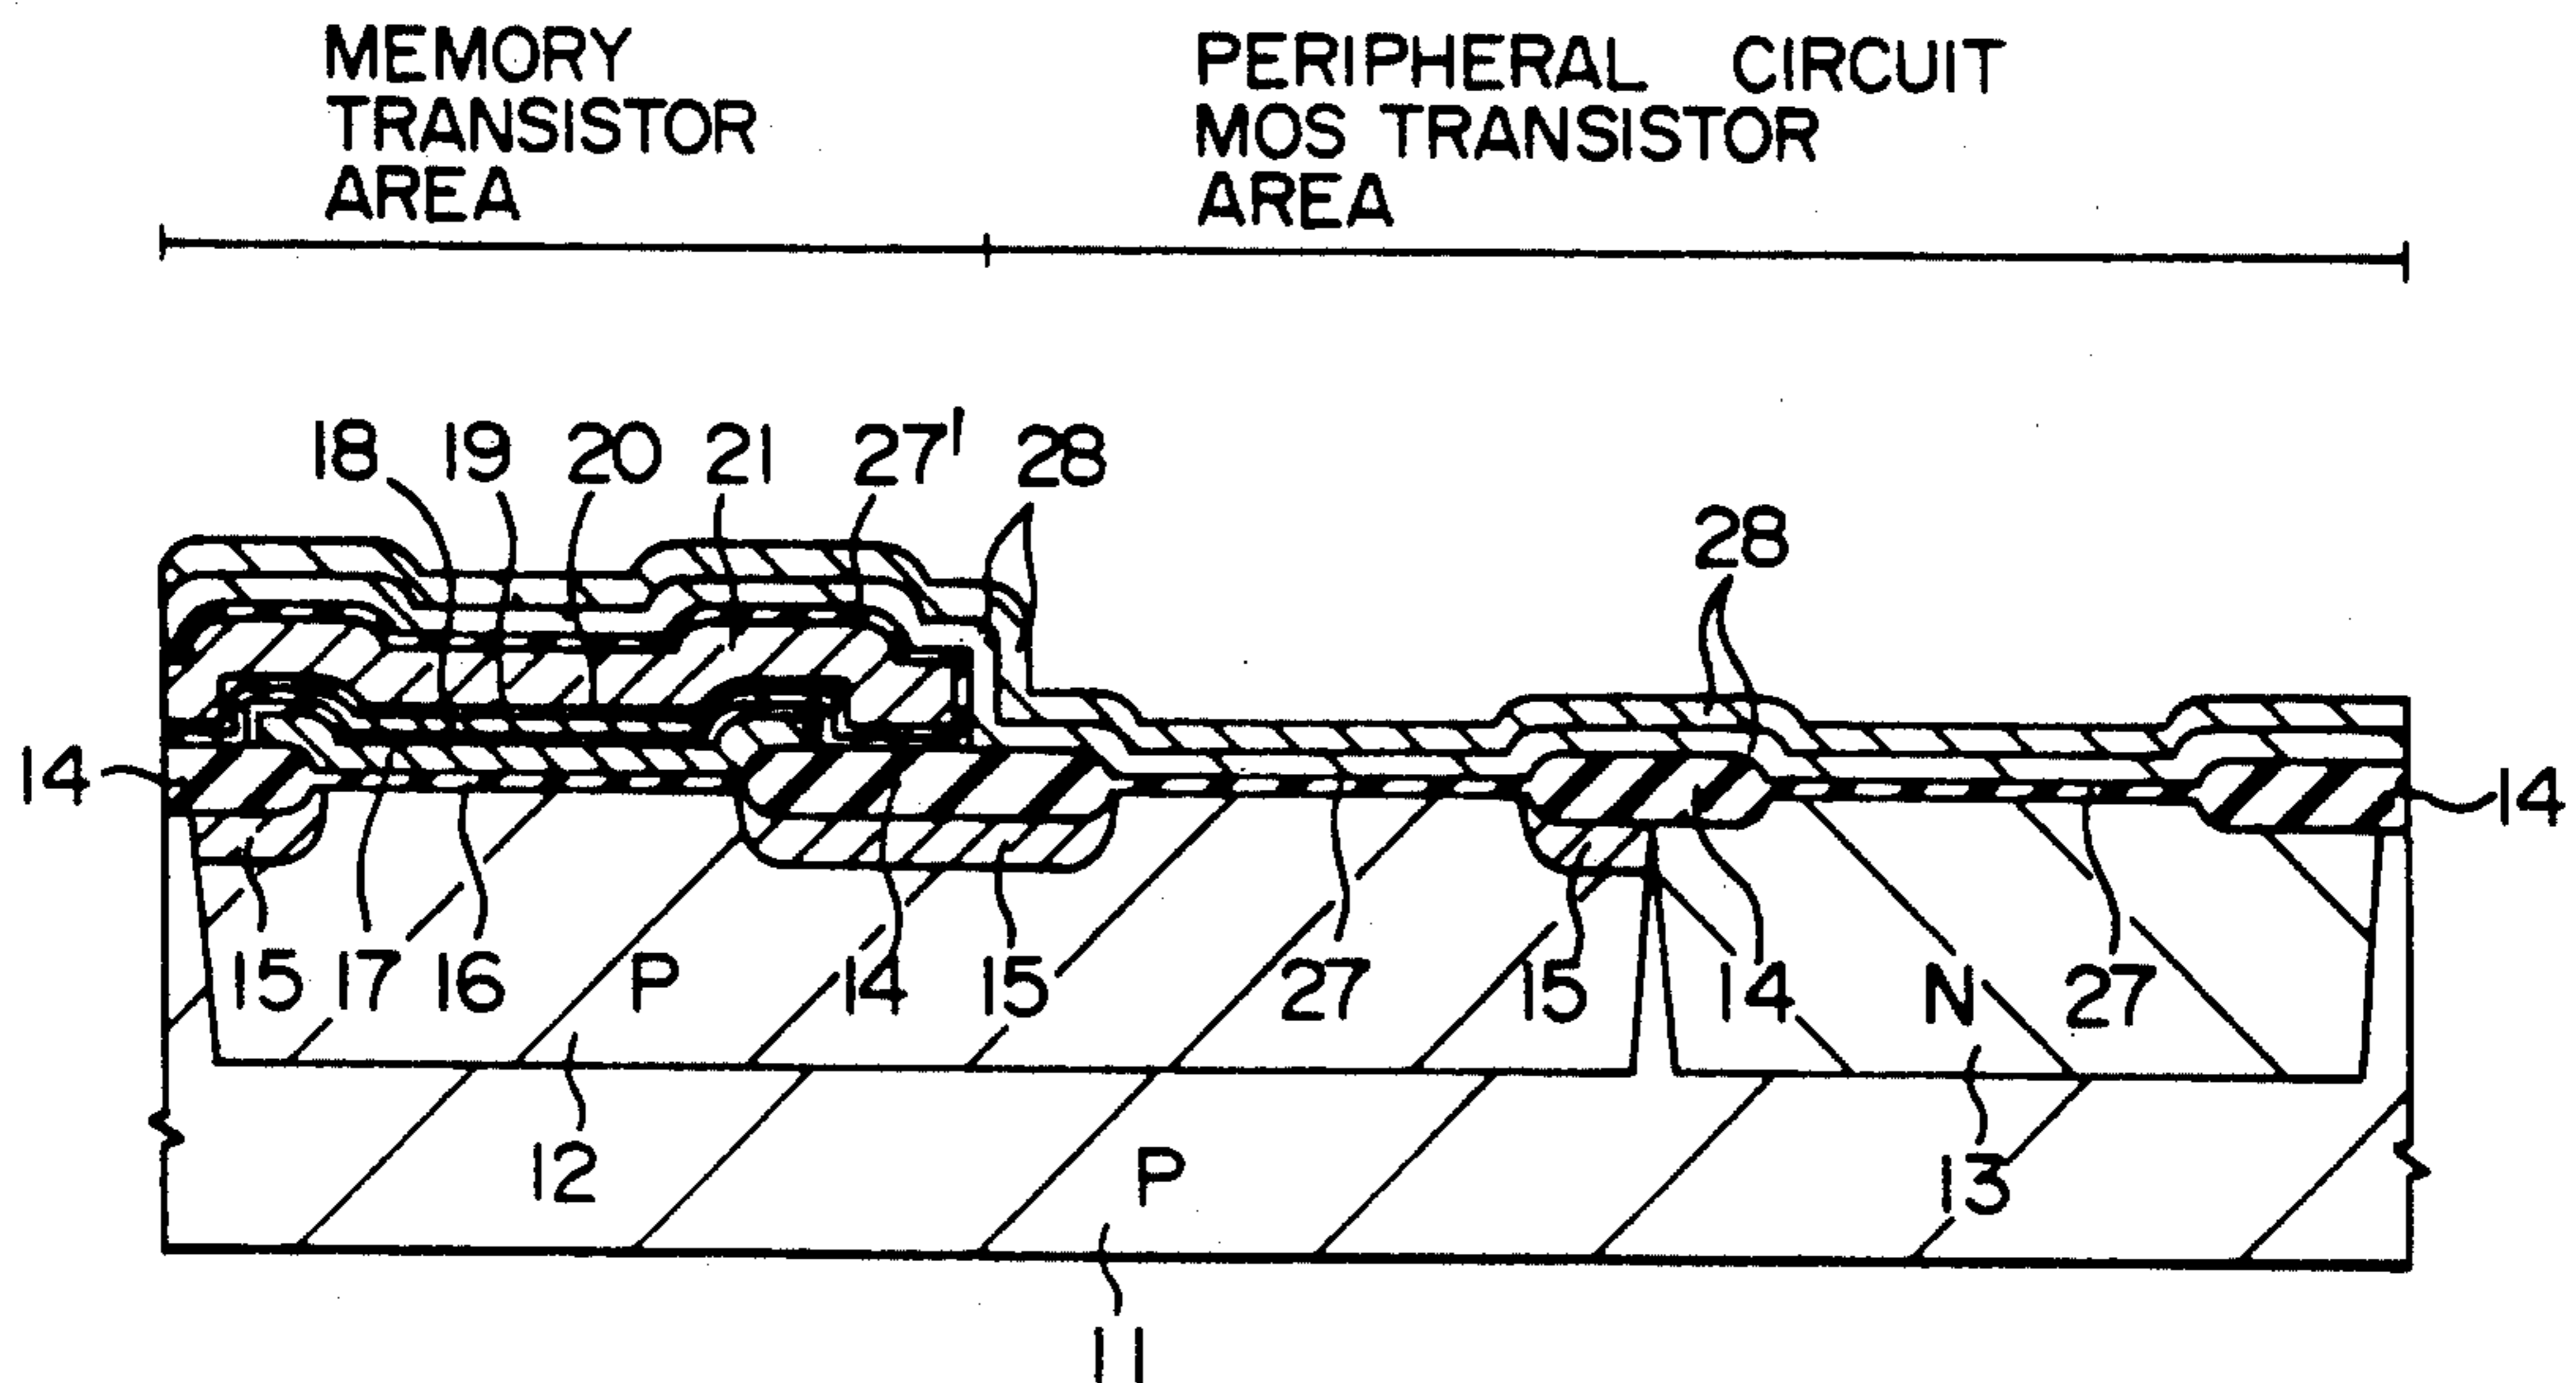 MEMORY
TRANSISTOR
AREA
PERIPHERAL CIRCUIT
MOS TRANSISTOR
AREA
18 19 20 21 27' 28
28
14
14
15 17 16 P 14 15 27 15 14 N 27
12 P 13
11